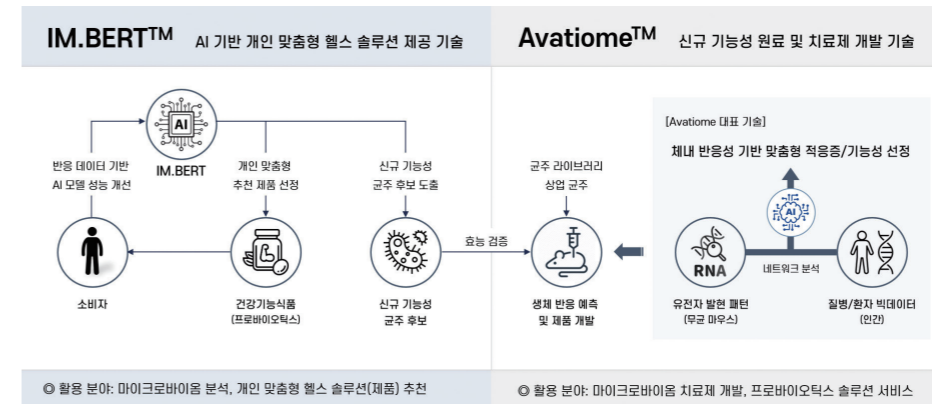 IM.BERT™ AI 기반 개인 맞춤형 헬스 솔루션 제공 기술
Avatiome™ 신규 기능성 원료 및 치료제 개발 기술
AI
IM.BERT
반응 데이터 기반
AI 모델 성능 개선
개인 맞춤형
추천 제품 선정
신규 기능성
균주 후보 도출
소비자
건강기능식품
(프로바이오틱스)
신규 기능성
균주 후보
효능 검증
균주 라이브러리
상업 균주
생체 반응 예측
및 제품 개발
[Avatiome 대표 기술]
체내 반응성 기반 맞춤형 적응증/기능성 선정
AI
RNA
네트워크 분석
유전자 발현 패턴
(무균 마우스)
질병/환자 빅데이터
(인간)
◎ 활용 분야: 마이크로바이옴 분석, 개인 맞춤형 헬스 솔루션(제품) 추천
◎ 활용 분야: 마이크로바이옴 치료제 개발, 프로바이오틱스 솔루션 서비스